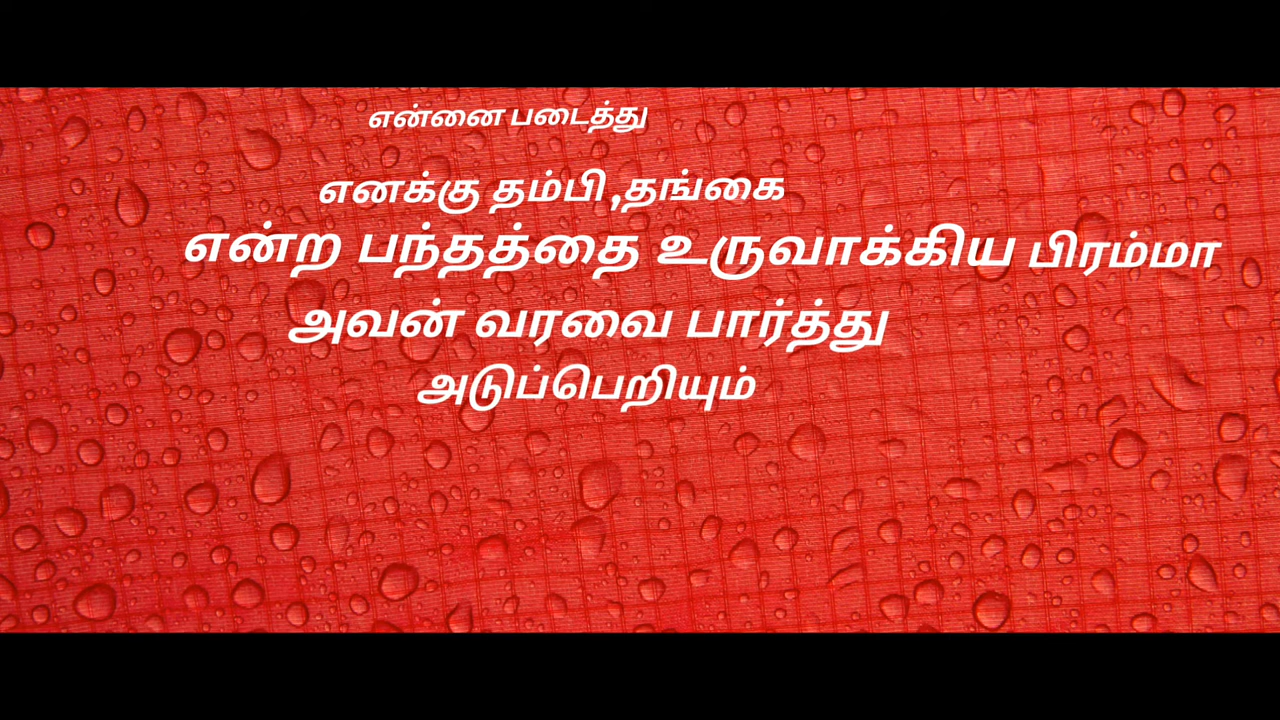 என்னை படைத்து
எனக்கு தம்பி ,தங்கை
என்ற பந்தத்தை உருவாக்கிய பிரம்மா
அவன் வரவை பார்த்து
அடுப்பெறியும்